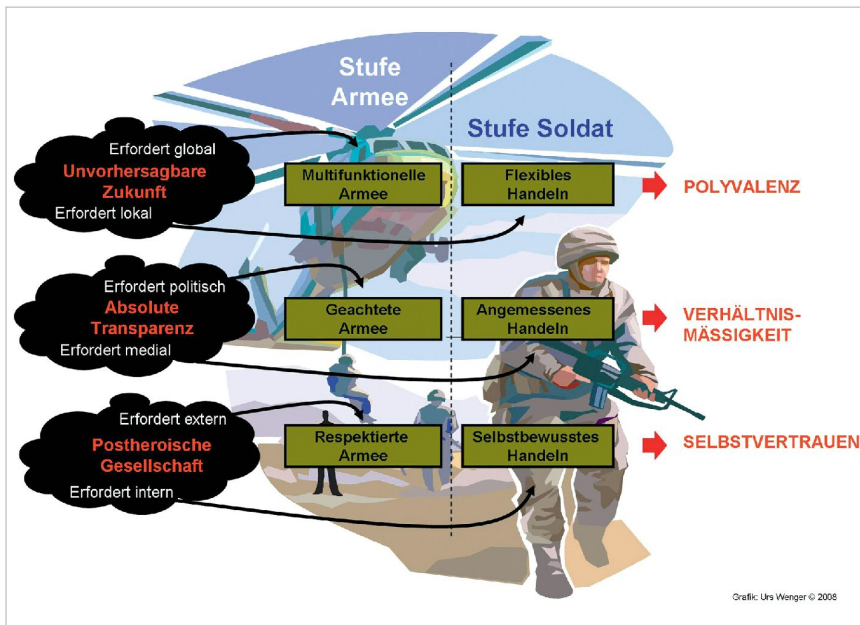 Stufe
Armee
Stufe Soldat
Erfordert global
Unvorhersagbare
Zukunft
Erfordert lokal
Multifunktionelle
Armee
Flexibles
Handeln
POLYVALENZ
Erfordert politisch
Absolute
Transparenz
Erfordert medial
Geachtete
Armee
Angemessenes
Handeln
VERHÄLTNIS-
MÄSSIGKEIT
Erfordert extern
Postheroische
Gesellschaft
Erfordert intern
Respektierte
Armee
Selbstbewusstes
Handeln
SELBSTVERTRAUEN
Grafik: Urs Wenger © 2008